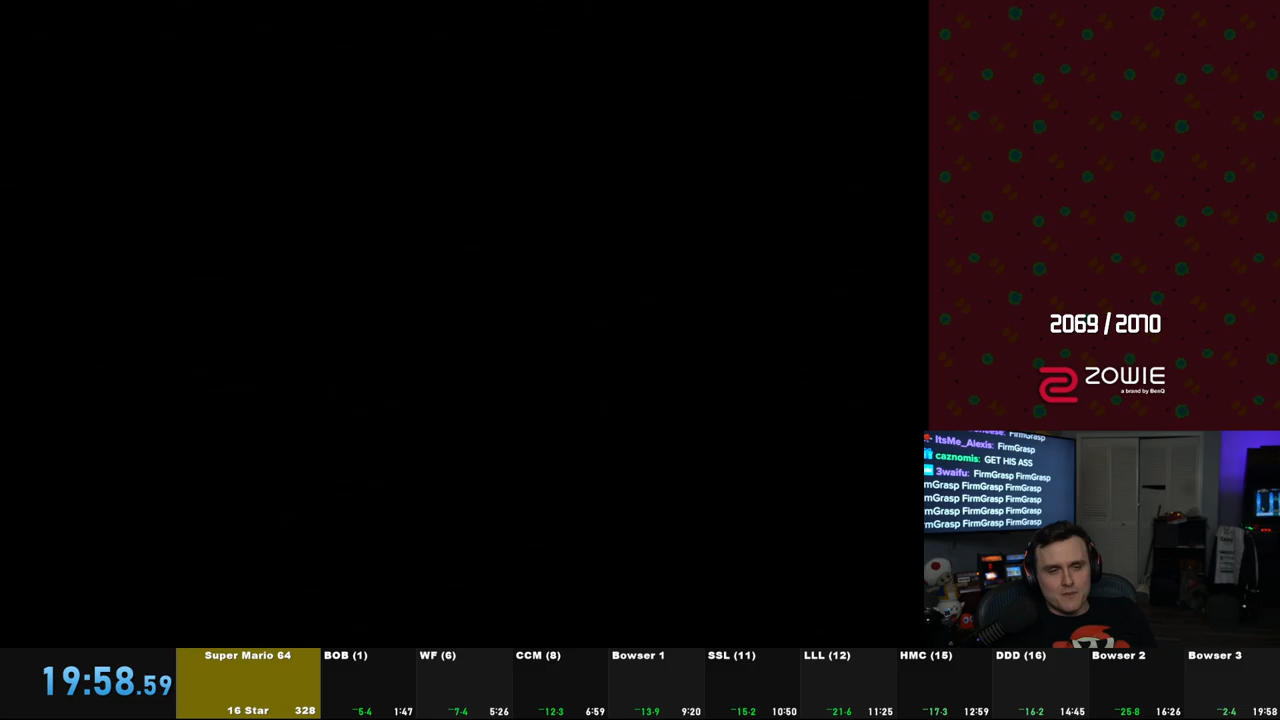 2069 / 2070
ZOWIE
a brand by BenQ
FirmGrasp
ItsMe_Alexis: FirmGrasp
caznomis: GET HIS ASS
3waifu: FirmGrasp FirmGrasp
mGrasp FirmGrasp FirmGrasp
mGrasp FirmGrasp FirmGrasp
mGrasp FirmGrasp FirmGrasp
mGrasp FirmGrasp FirmGrasp
19:58.59
Super Mario 64
16 Star 328
BOB (1)
−5.4 1:47
WF (6)
−7.4 5:26
CCM (8)
−12.3 6:59
Bowser 1
−13.9 9:20
SSL (11)
−15.2 10:50
LLL (12)
−21.6 11:25
HMC (15)
−17.3 12:59
DDD (16)
−16.2 14:45
Bowser 2
−25.8 16:26
Bowser 3
−2.4 19:58